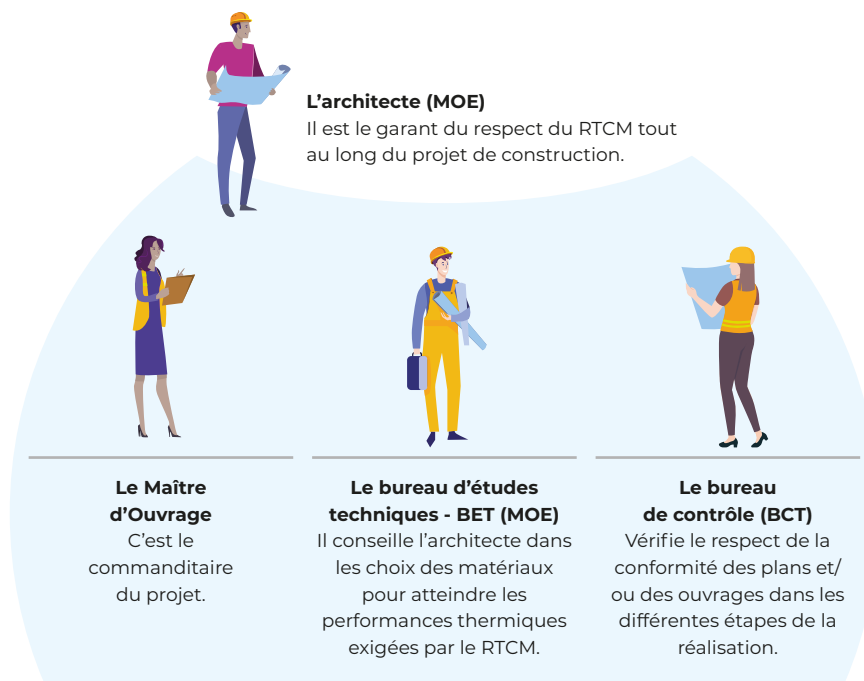 L’architecte (MOE)
Il est le garant du respect du RTCM tout
au long du projet de construction.
Le Maître
d’Ouvrage
C’est le
commanditaire
du projet.
Le bureau d’études
techniques - BET (MOE)
Il conseille l’architecte dans
les choix des matériaux
pour atteindre les
performances thermiques
exigées par le RTCM.
Le bureau
de contrôle (BCT)
Vérifie le respect de la
conformité des plans et/
ou des ouvrages dans les
différentes étapes de la
réalisation.